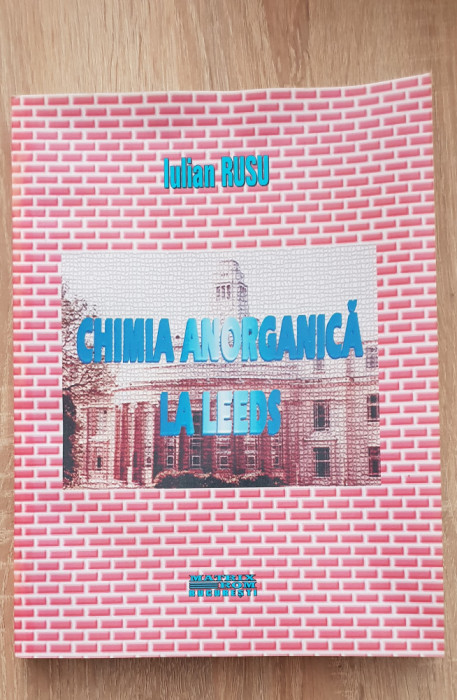 Iulian RUSU
CHIMIA ANORGANICĂ
LA LEEDS
MATRIX
ROM
BUCUREŞTI